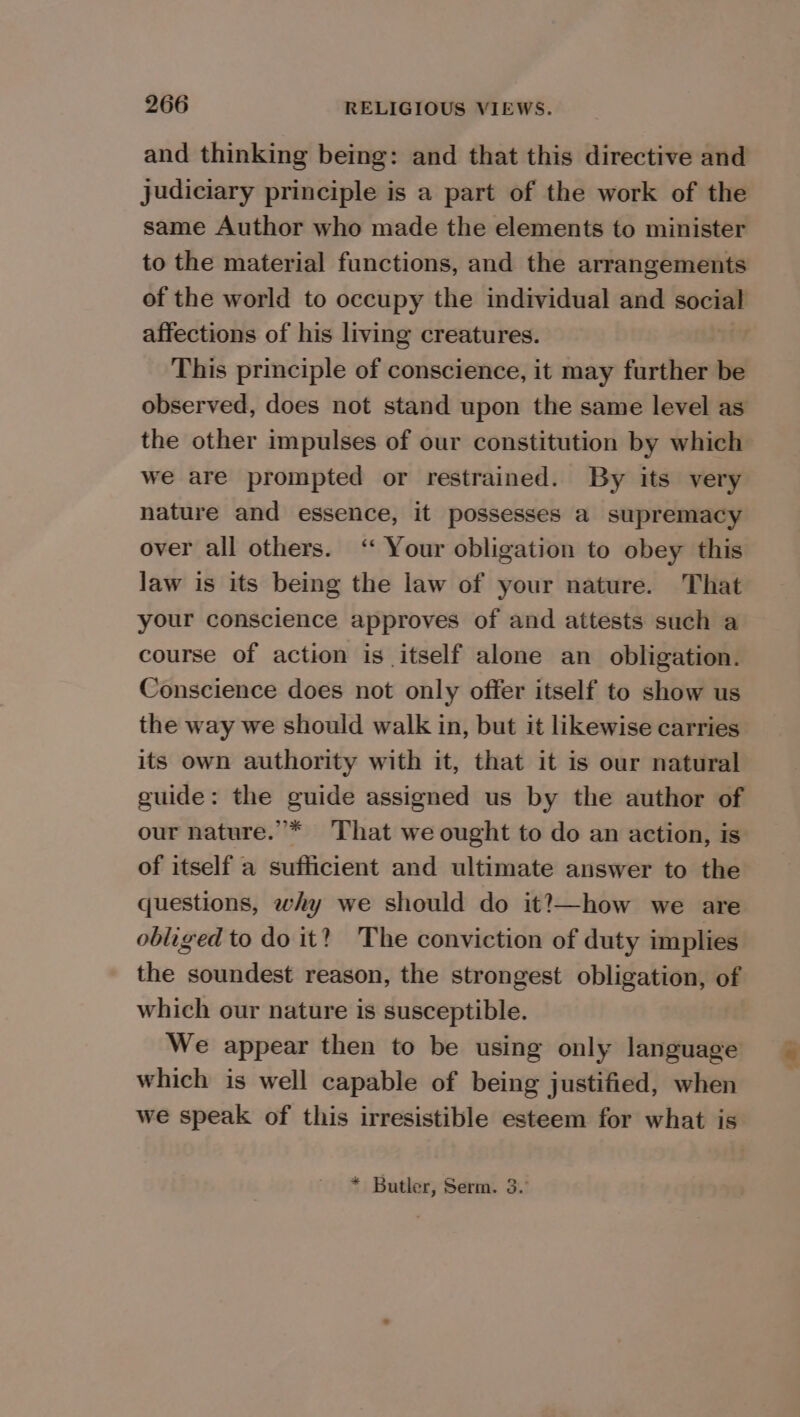 266 RELIGIOUS VIEWS.
and thinking being: and that this directive and
judiciary principle is a part of the work of the
same Author who made the elements to minister
to the material functions, and the arrangements
of the world to occupy the individual and social
affections of his living creatures.
This principle of conscience, it may further be
observed, does not stand upon the same level as
the other impulses of our constitution by which
we are prompted or restrained. By its very
nature and essence, it possesses a supremacy
over all others. “Your obligation to obey this
law is its being the law of your nature. That
your conscience approves of and attests such a
course of action is itself alone an obligation.
Conscience does not only offer itself to show us
the way we should walk in, but it likewise carries
its own authority with it, that it is our natural
guide: the guide assigned us by the author of
our nature.”* That we ought to do an action, is
of itself a sufficient and ultimate answer to the
questions, why we should do it?—how we are
obliged to do it? The conviction of duty implies
the soundest reason, the strongest obligation, of
which our nature is susceptible.
We appear then to be using only language
which is well capable of being justified, when
we speak of this irresistible esteem for what is
* Butler, Serm. 3.